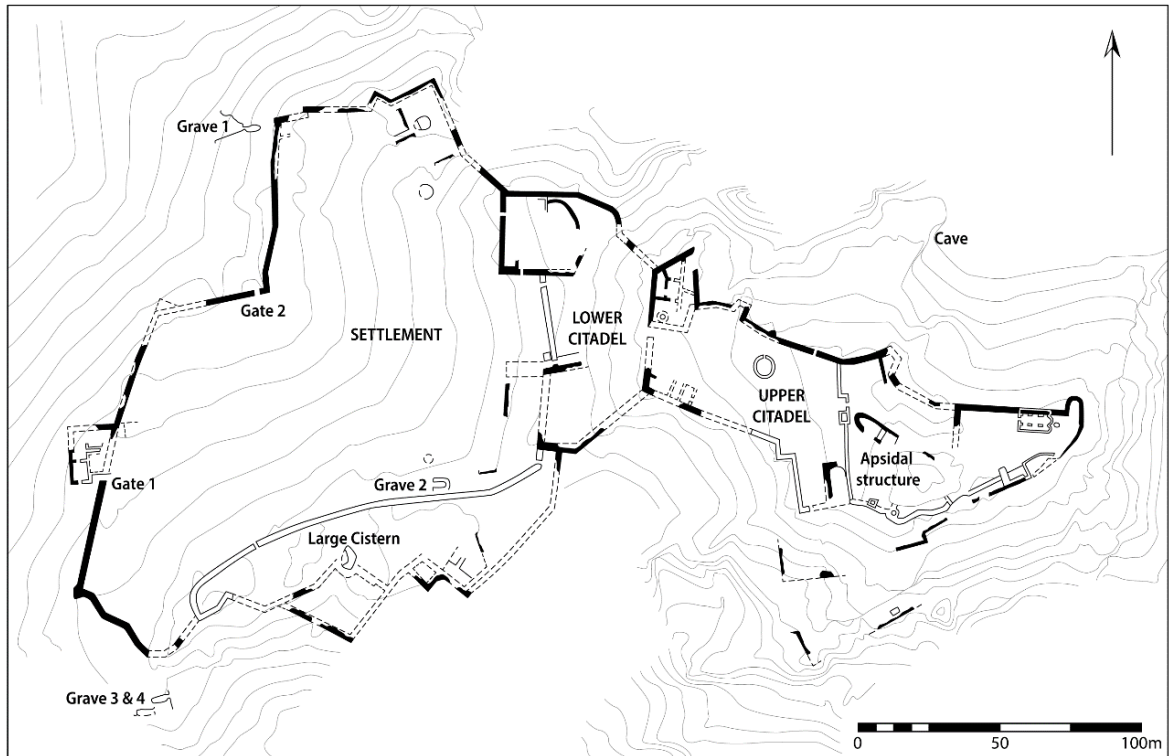 Grave 1
Cave
Gate 2
SETTLEMENT
LOWER
CITADEL
UPPER
CITADEL
Apsidal
structure
Gate 1
Grave 2
Large Cistern
Grave 3 & 4
0
50
100m